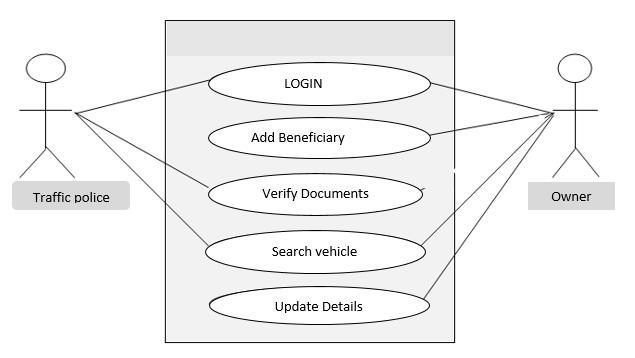 LOGIN
Add Beneficiary
Verify Documents
Traffic police
Owner
Search vehicle
Update Details